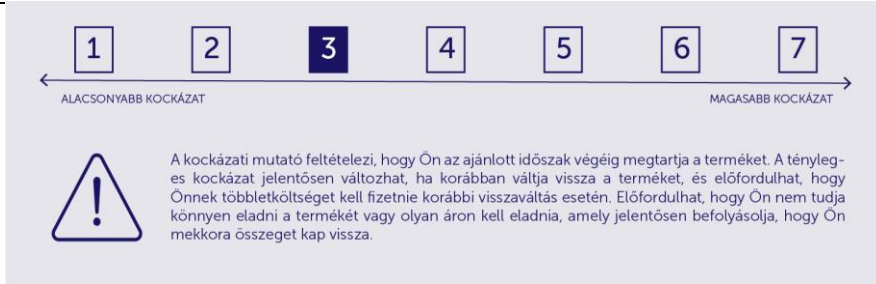 1 2 3 4 5 6 7
ALACSONYABB KOCKÁZAT MAGASABB KOCKÁZAT
A kockázati mutató feltételezi, hogy Ön az ajánlott időszak végéig megtartja a terméket. A tényleg-
es kockázat jelentősen változhat, ha korábban váltja vissza a terméket, és előfordulhat, hogy
Önnek többletköltséget kell fizetnie korábbi visszaváltás esetén. Előfordulhat, hogy Ön nem tudja
könnyen eladni a termékét vagy olyan áron kell eladnia, amely jelentősen befolyásolja, hogy Ön
mekkora összeget kap vissza.